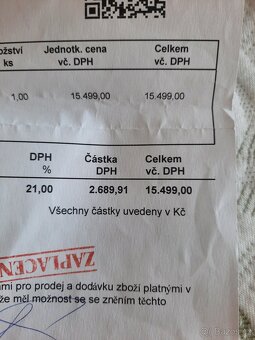 ožství Jednotk. cena Celkem
ks vč. DPH vč. DPH
1,00 15.499,00 15.499,00
DPH Částka Celkem
% DPH vč. DPH
21,00 2.689,91 15.499,00
Všechny částky uvedeny v Kč
ZAPLACEN
ami pro prodej a dodávku zboží platnými v
že měl možnost se se zněním těchto